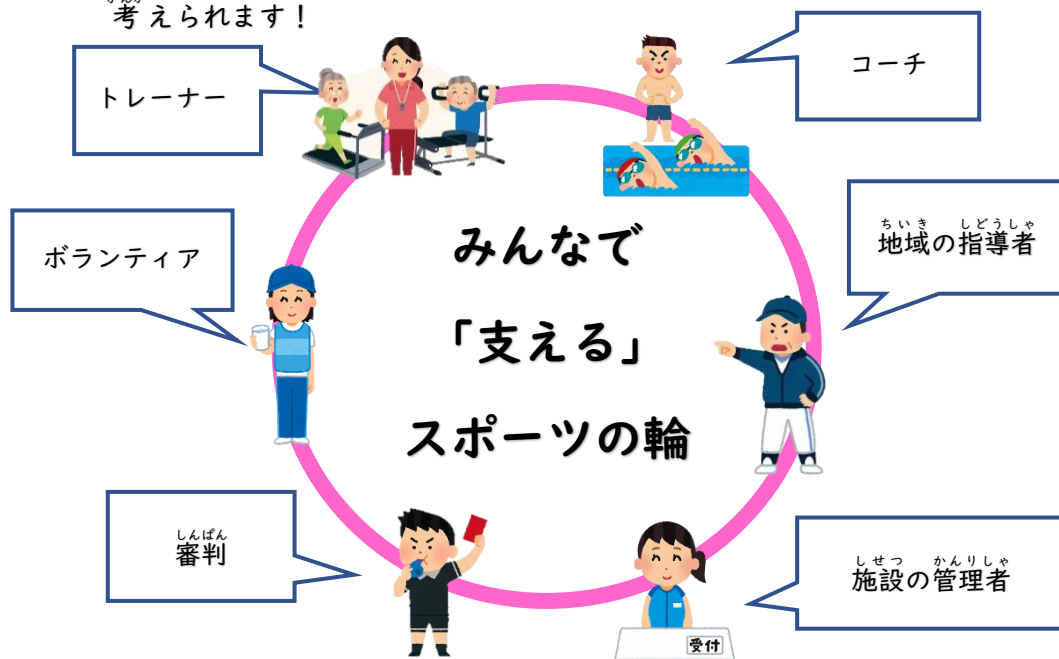 考えられます！
トレーナー
コーチ
ボランティア
ちいき しどうしゃ
地域の指導者
みんなで
「支える」
スポーツの輪
しんぱん
審判
しせつ かんりしゃ
施設の管理者
受付